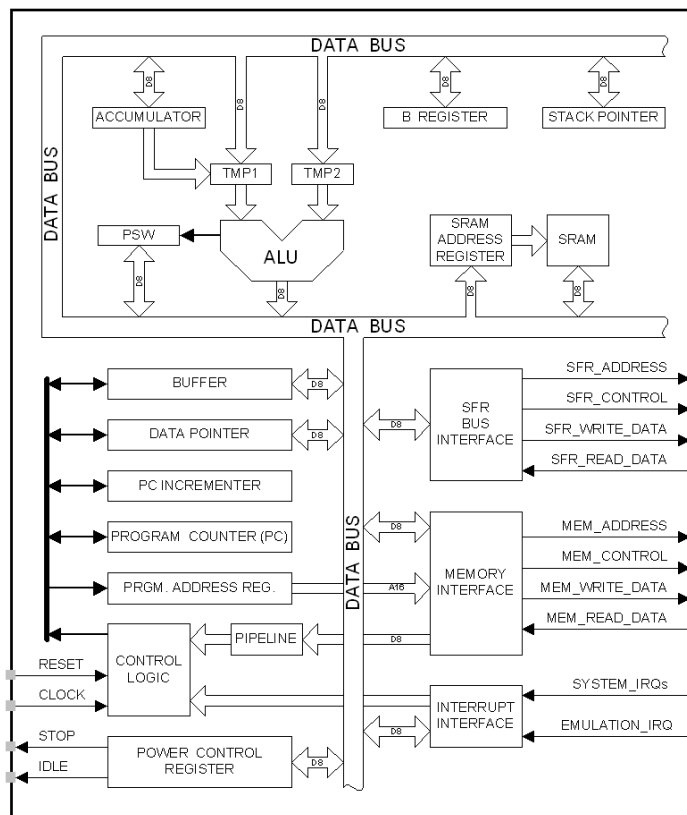 DATA BUS
D8
D8
D8
D8
D8
ACCUMULATOR
B REGISTER
STACK POINTER
DATA BUS
TMP1
TMP2
PSW
ALU
SRAM
ADDRESS
REGISTER
SRAM
D8
D8
D8
D8
DATA BUS
BUFFER
D8
DATA POINTER
D8
PC INCREMENTER
PROGRAM COUNTER (PC)
PRGM. ADDRESS REG.
A16
DATA BUS
D8
SFR
BUS
INTERFACE
SFR_ADDRESS
SFR_CONTROL
SFR_WRITE_DATA
SFR_READ_DATA
D8
MEMORY
INTERFACE
MEM_ADDRESS
MEM_CONTROL
MEM_WRITE_DATA
MEM_READ_DATA
CONTROL
LOGIC
PIPELINE
D8
RESET
CLOCK
INTERRUPT
INTERFACE
D8
SYSTEM_IRQs
EMULATION_IRQ
STOP
IDLE
POWER CONTROL
REGISTER
D8